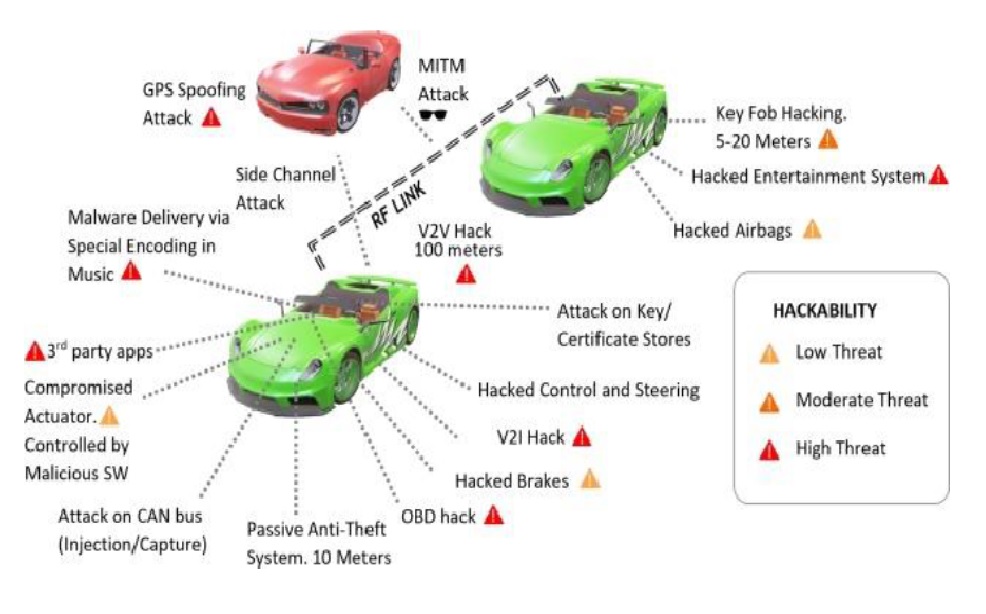 GPS Spoofing
Attack
MITM
Attack
Key Fob Hacking.
5-20 Meters
Hacked Entertainment System
Hacked Airbags
Side Channel
Attack
RF LINK
V2V Hack
100 meters
Malware Delivery via
Special Encoding in
Music
3rd party apps
Compromised
Actuator.
Controlled by
Malicious SW
Attack on CAN bus
(Injection/Capture)
Passive Anti-Theft
System. 10 Meters
OBD hack
Hacked Brakes
V2I Hack
Hacked Control and Steering
Attack on Key/
Certificate Stores
HACKABILITY
Low Threat
Moderate Threat
High Threat